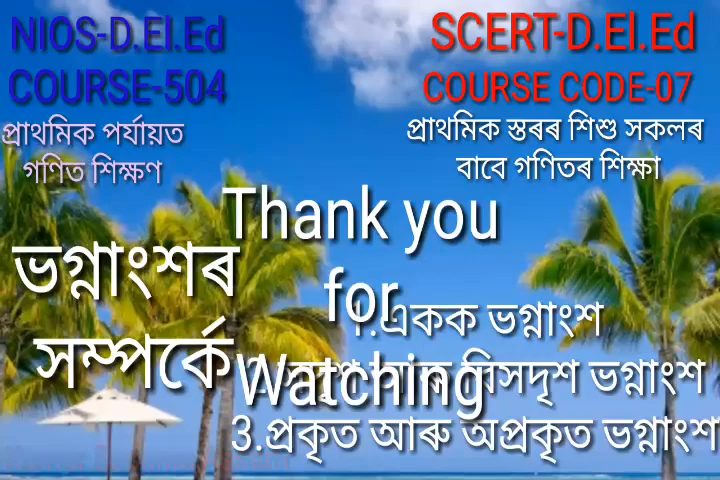 NIOS-D.El.Ed
COURSE-504
প্ৰাথমিক পৰ্যায়ত
গণিত শিক্ষণ
SCERT-D.El.Ed
COURSE CODE-07
প্ৰাথমিক স্তৰৰ শিশু সকলৰ
বাবে গণিতৰ শিক্ষা
ভগ্নাংশৰ
সম্পৰ্কে
Thank you
for
Watching
1.একক ভগ্নাংশ
বিসদৃশ ভগ্নাংশ
3.প্ৰকৃত আৰু অপ্ৰকৃত ভগ্নাংশ